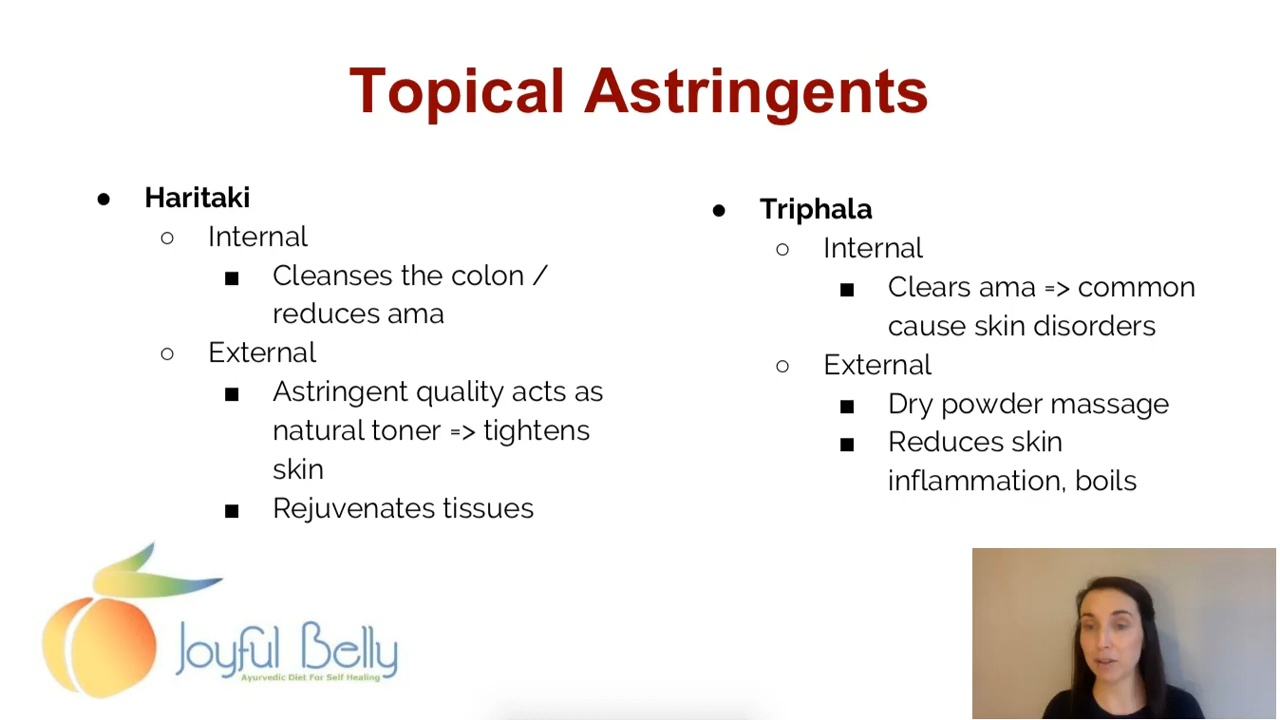 Topical Astringents
● Haritaki
○ Internal
■ Cleanses the colon /
reduces ama
○ External
■ Astringent quality acts as
natural toner => tightens
skin
■ Rejuvenates tissues
● Triphala
○ Internal
■ Clears ama => common
cause skin disorders
○ External
■ Dry powder massage
■ Reduces skin
inflammation, boils
Joyful Belly
Ayurvedic Diet For Self Healing